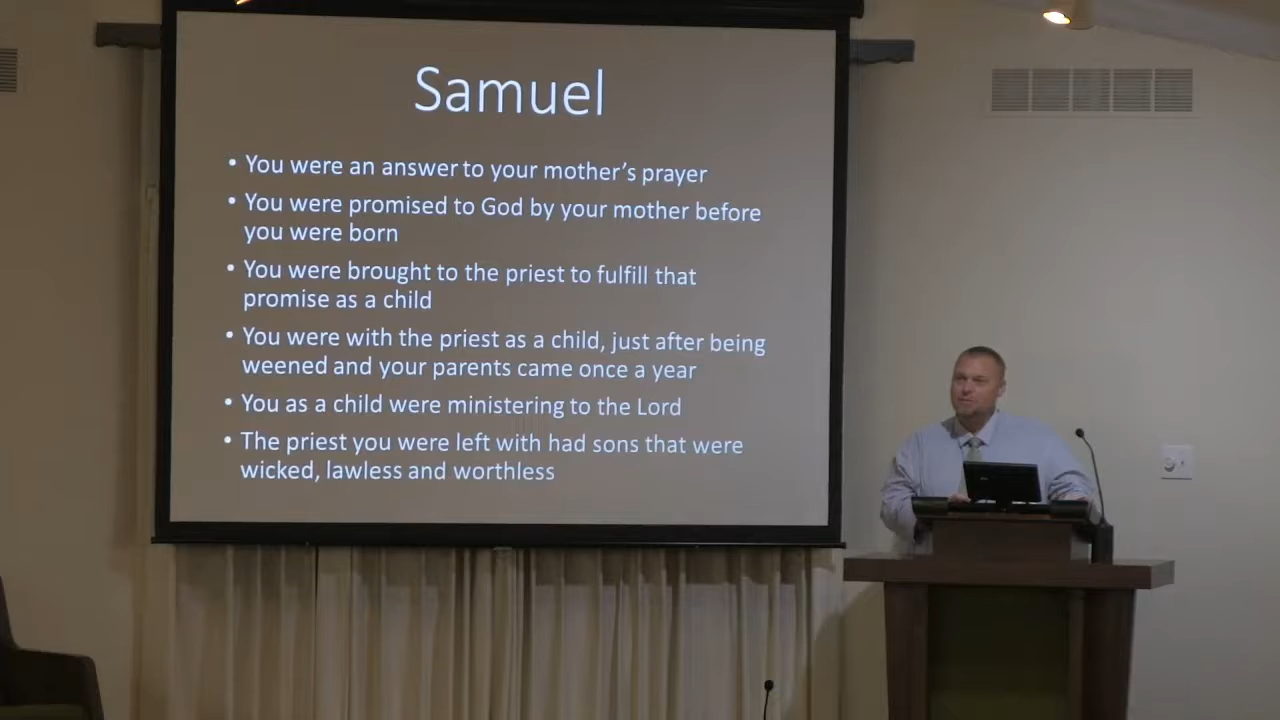 Samuel
• You were an answer to your mother's prayer
• You were promised to God by your mother before
you were born
• You were brought to the priest to fulfill that
promise as a child
• You were with the priest as a child, just after being
weened and your parents came once a year
• You as a child were ministering to the Lord
• The priest you were left with had sons that were
wicked, lawless and worthless